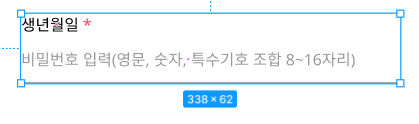 생년월일 *
비밀번호 입력(영문, 숫자,·특수기호 조합 8~16자리)
338 × 62